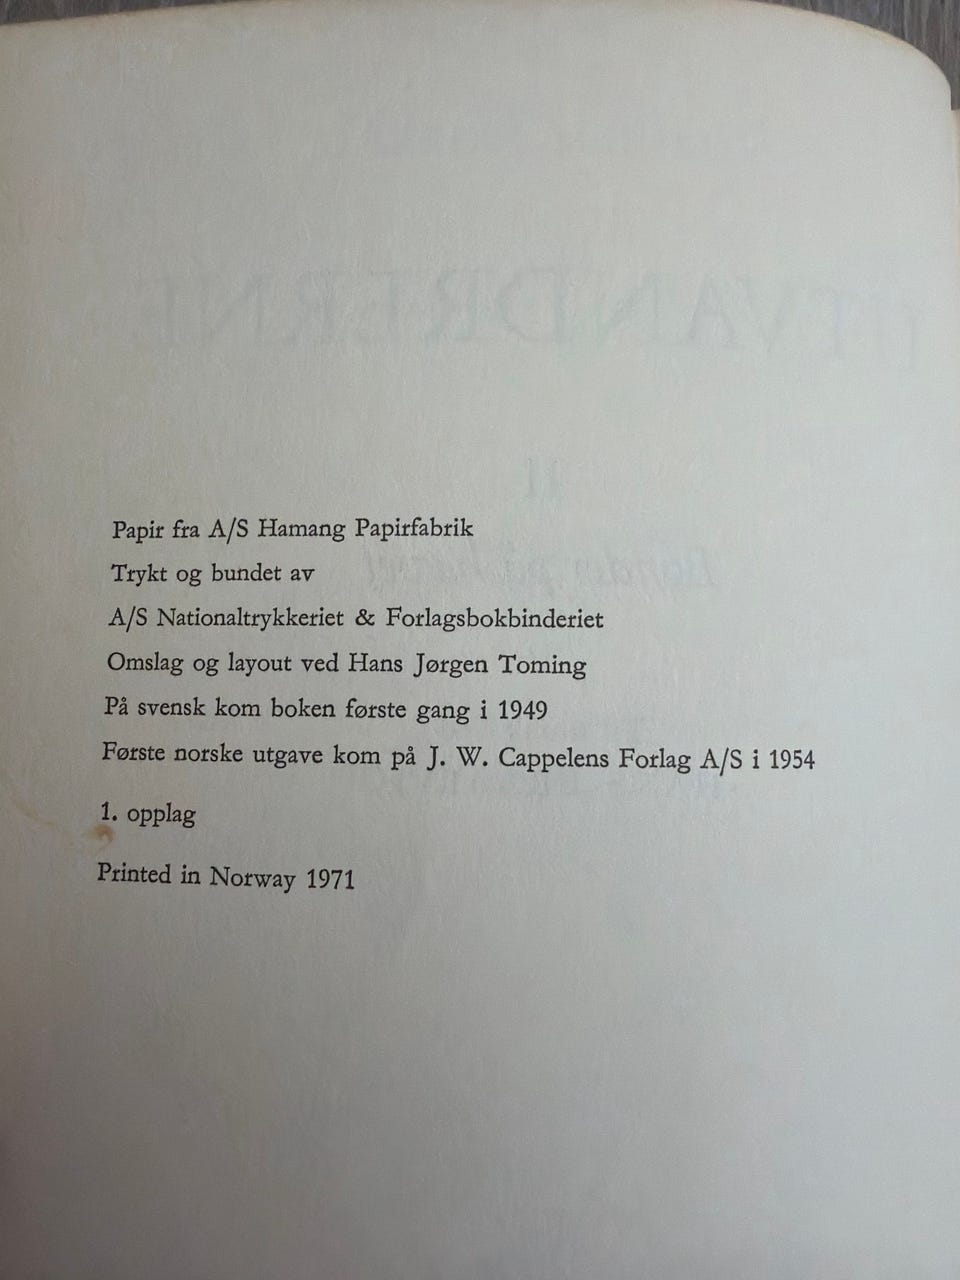 UTVANDRERNE
II
Papir fra A/S Hamang Papirfabrik
Trykt og bundet av
A/S Nationaltrykkeriet & Forlagsbokbinderiet
Omslag og layout ved Hans Jørgen Toming
På svensk kom boken første gang i 1949
Første norske utgave kom på J. W. Cappelens Forlag A/S i 1954
1. opplag
Printed in Norway 1971